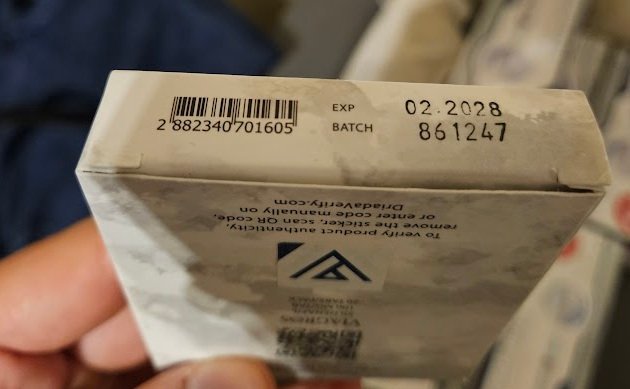 EXP 02.2028
2 882340 701605
BATCH 861247
To verify product authenticity,
remove the sticker, scan QR code,
or enter code manually on
DriadaVerify.com